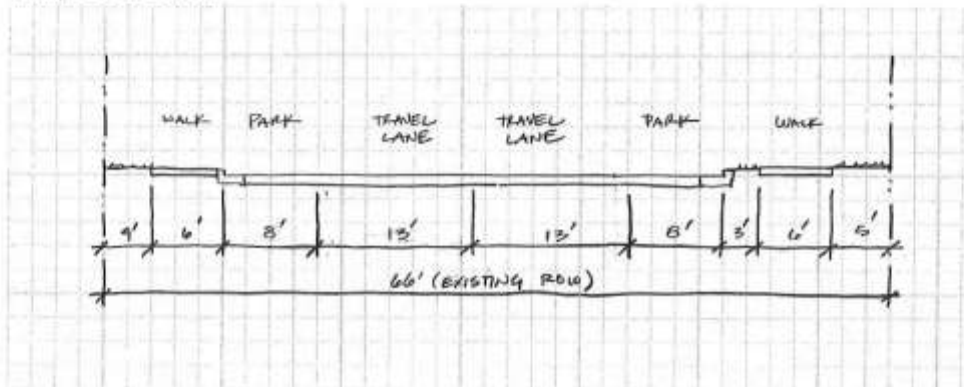 WALK PARK TRAVEL LANE TRAVEL LANE PARK WALK
4' 6' 8' 13' 13' 8' 3' 6' 5'
66' (EXISTING ROW)